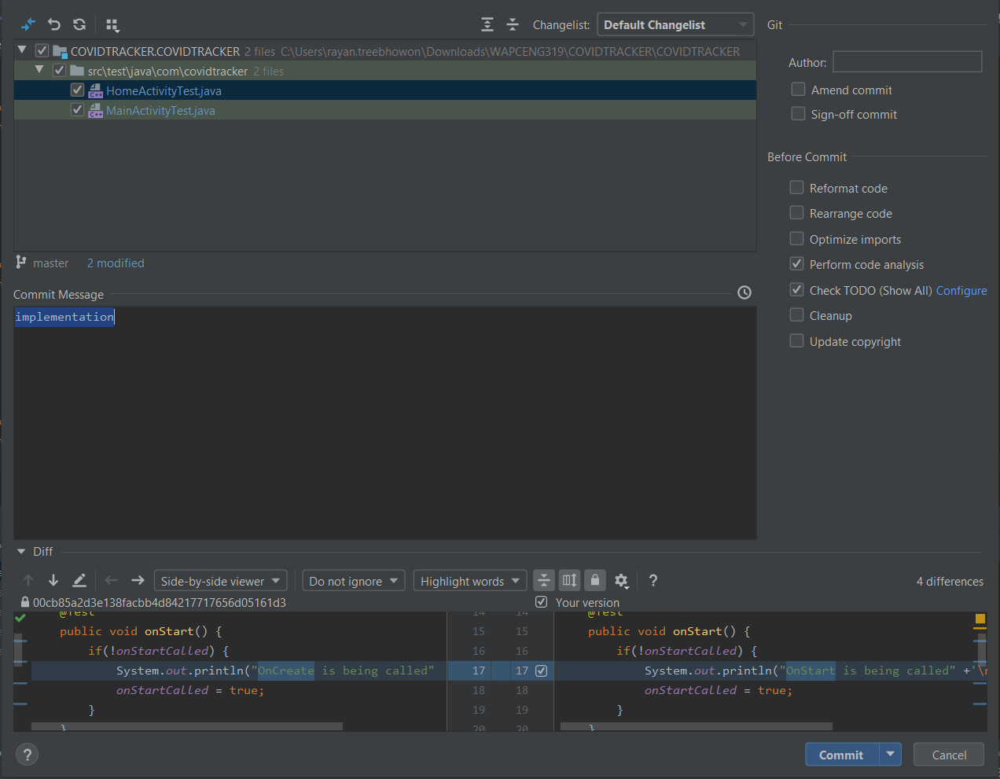 Changelist: Default Changelist Git
COVIDTRACKER.COVIDTRACKER 2 files C:\Users\rayan.treebhowon\Downloads\WAPCENG319\COVIDTRACKER\COVIDTRACKER
src\test\java\com\covidtracker 2 files
HomeActivityTest.java
MainActivityTest.java
Author:
Amend commit
Sign-off commit
Before Commit
Reformat code
Rearrange code
Optimize imports
Perform code analysis
Check TODO (Show All) Configure
Cleanup
Update copyright
master 2 modified
Commit Message
implementation
Diff
Side-by-side viewer Do not ignore Highlight words ? 4 differences
00cb85a2d3e138facbb4d84217717656d05161d3 Your version
@Test 14 14 @Test
public void onStart() { 15 15 public void onStart() {
if(!onStartCalled) { 16 16 if(!onStartCalled) {
System.out.println("OnCreate is being called" 17 17 System.out.println("OnStart is being called" +"\n
onStartCalled = true; 18 18 onStartCalled = true;
} 19 19 }
} 20 20 }
? Commit Cancel